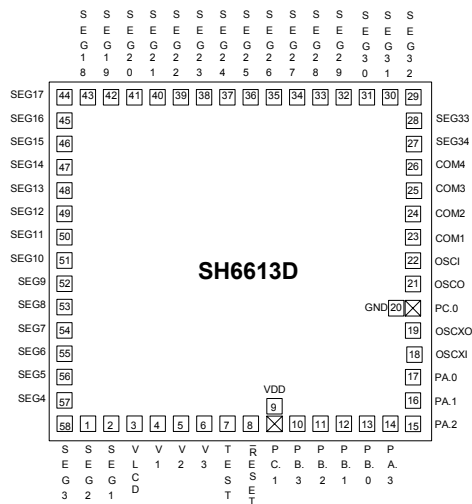 SEG18 SEG19 SEG20 SEG21 SEG22 SEG23 SEG24 SEG25 SEG26 SEG27 SEG28 SEG29 SEG30 SEG31 SEG32
SEG17 44 43 42 41 40 39 38 37 36 35 34 33 32 31 30 29
SEG16 45 28 SEG33
SEG15 46 27 SEG34
SEG14 47 26 COM4
SEG13 48 25 COM3
SEG12 49 24 COM2
SEG11 50 23 COM1
SEG10 51 22 OSCI
SH6613D
SEG9 52 21 OSCO
SEG8 53 GND 20 PC.0
SEG7 54 19 OSCXO
SEG6 55 18 OSCXI
SEG5 56 17 PA.0
VDD
SEG4 57 9 16 PA.1
58 1 2 3 4 5 6 7 8 10 11 12 13 14 15 PA.2
SEG3 SEG2 SEG1 VLCD V1 V2 V3 TEST RESET PC.1 PB.3 PB.2 PB.1 PB.0 PA.3